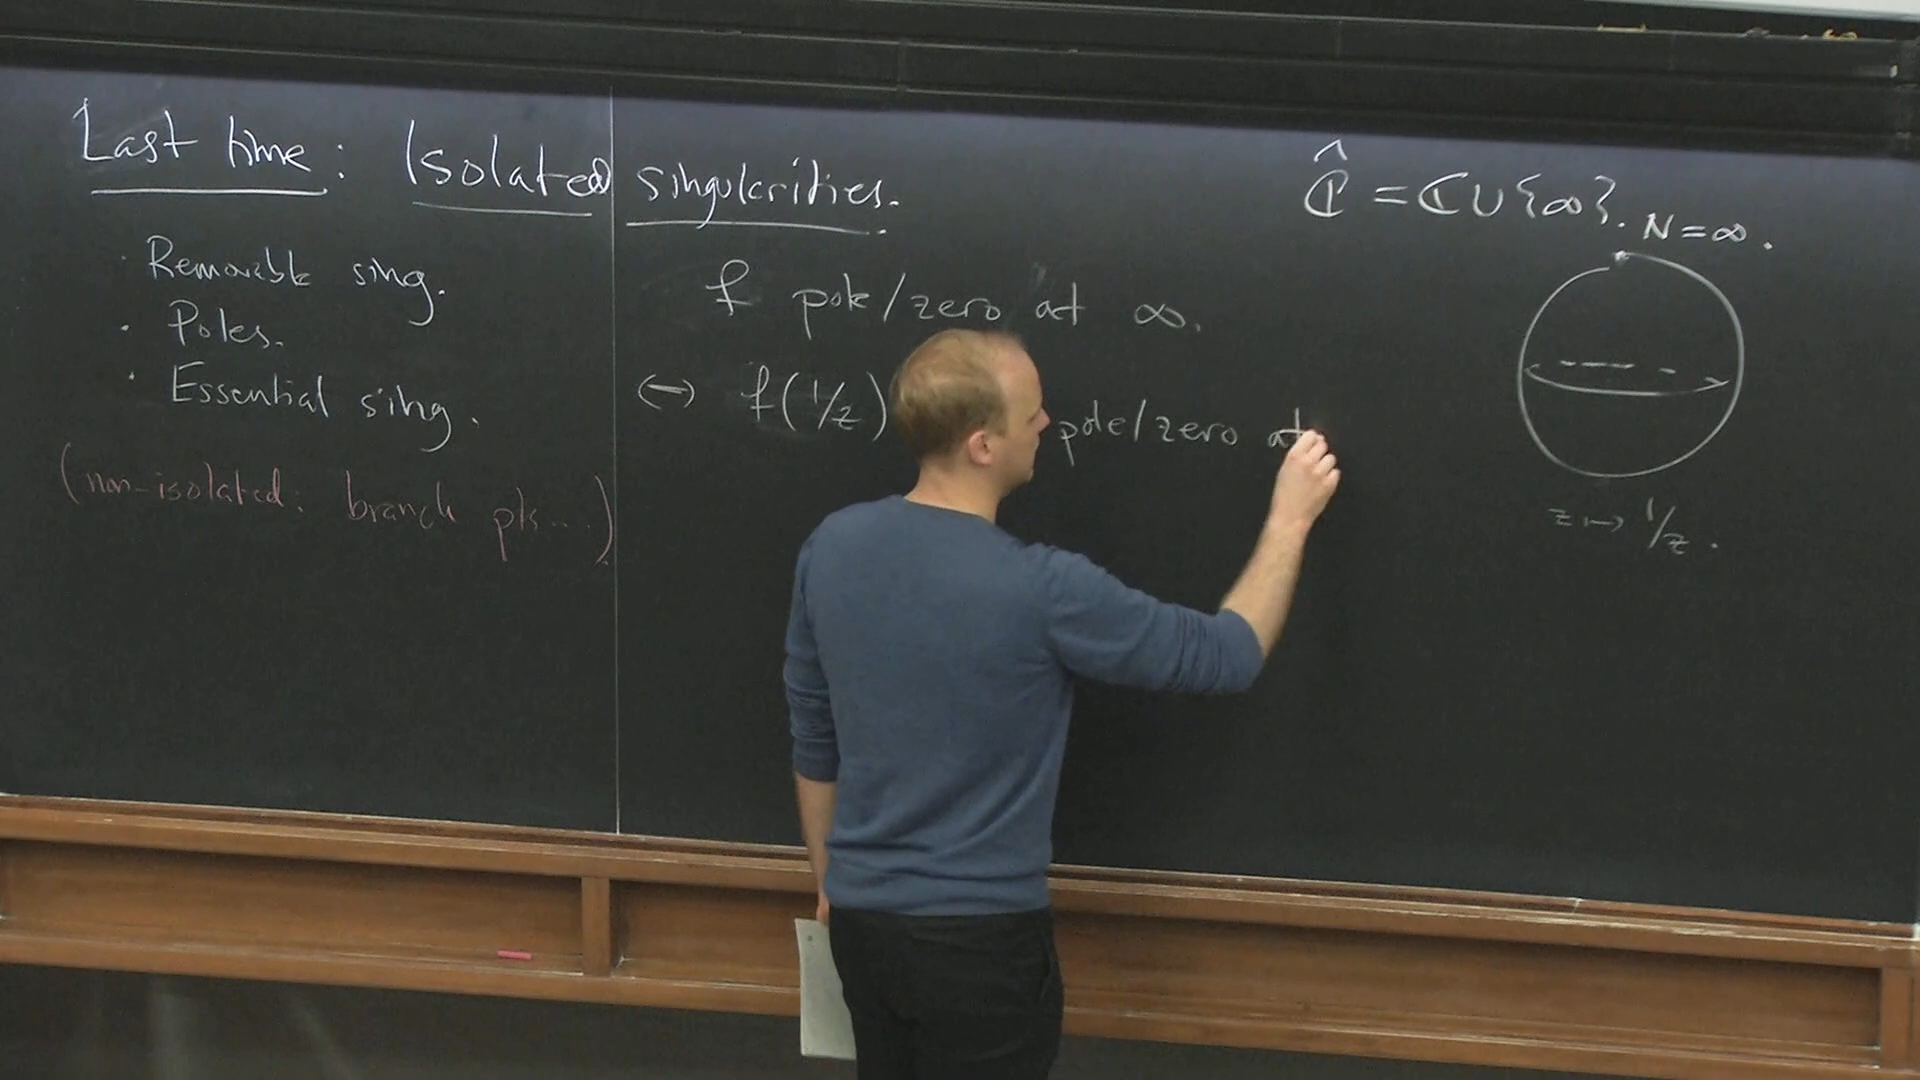 Last time: Isolated singularities.
· Removable sing.
· Poles.
· Essential sing.
(non-isolated: branch pts...)
f pole/zero at ∞.
↔ f(1/z) pole/zero at
Ĉ = ℂ∪{∞}.
N=∞.
z ↦ 1/z.